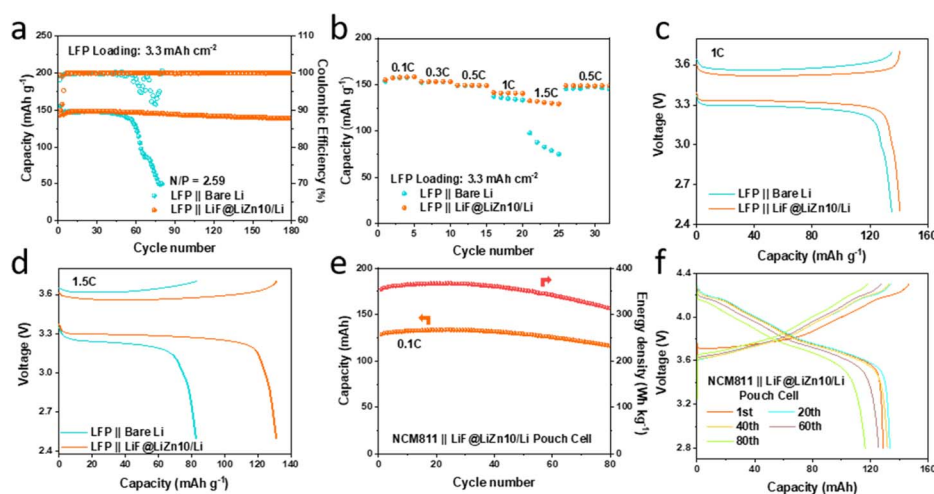 a
LFP Loading: 3.3 mAh cm⁻²
N/P = 2.59
LFP || Bare Li
LFP || LiF@LiZn10/Li
200
150
100
50
0
110
100
90
80
70
60
0 30 60 90 120 150 180
Capacity (mAh g⁻¹)
Coulombic Efficiency (%)
Cycle number
b
0.1C 0.3C 0.5C 1C 1.5C 0.5C
LFP Loading: 3.3 mAh cm⁻²
LFP || Bare Li
LFP || LiF@LiZn10/Li
200
150
100
50
0
0 5 10 15 20 25 30
Capacity (mAh g⁻¹)
Cycle number
c
1C
LFP || Bare Li
LFP || LiF@LiZn10/Li
3.6
3.3
3.0
2.7
2.4
0 40 80 120 160
Voltage (V)
Capacity (mAh g⁻¹)
d
1.5C
LFP || Bare Li
LFP || LiF@LiZn10/Li
3.6
3.3
3.0
2.7
2.4
0 20 40 60 80 100 120 140
Voltage (V)
Capacity (mAh g⁻¹)
e
0.1C
NCM811 || LiF@LiZn10/Li Pouch Cell
200
150
100
50
0
400
300
200
100
0
0 20 40 60 80
Capacity (mAh)
Energy density (Wh kg⁻¹)
Cycle number
f
NCM811 || LiF@LiZn10/Li
Pouch Cell
1st 20th
40th 60th
80th
4.4
4.0
3.6
3.2
2.8
0 40 80 120 160
Voltage (V)
Capacity (mAh)